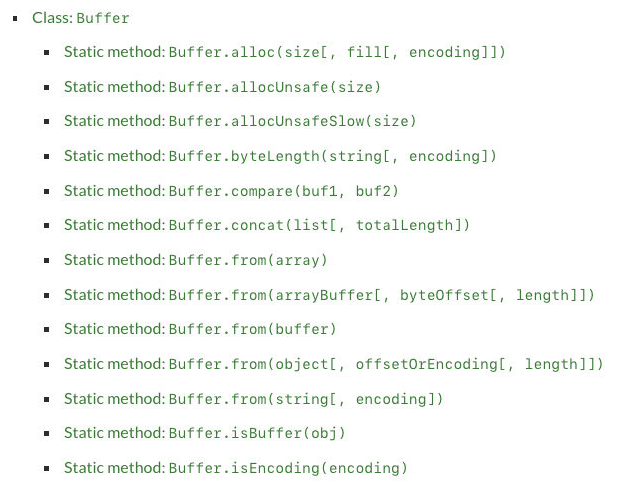 Class: Buffer
Static method: Buffer.alloc(size[, fill[, encoding]])
Static method: Buffer.allocUnsafe(size)
Static method: Buffer.allocUnsafeSlow(size)
Static method: Buffer.byteLength(string[, encoding])
Static method: Buffer.compare(buf1, buf2)
Static method: Buffer.concat(list[, totalLength])
Static method: Buffer.from(array)
Static method: Buffer.from(arrayBuffer[, byteOffset[, length]])
Static method: Buffer.from(buffer)
Static method: Buffer.from(object[, offsetOrEncoding[, length]])
Static method: Buffer.from(string[, encoding])
Static method: Buffer.isBuffer(obj)
Static method: Buffer.isEncoding(encoding)